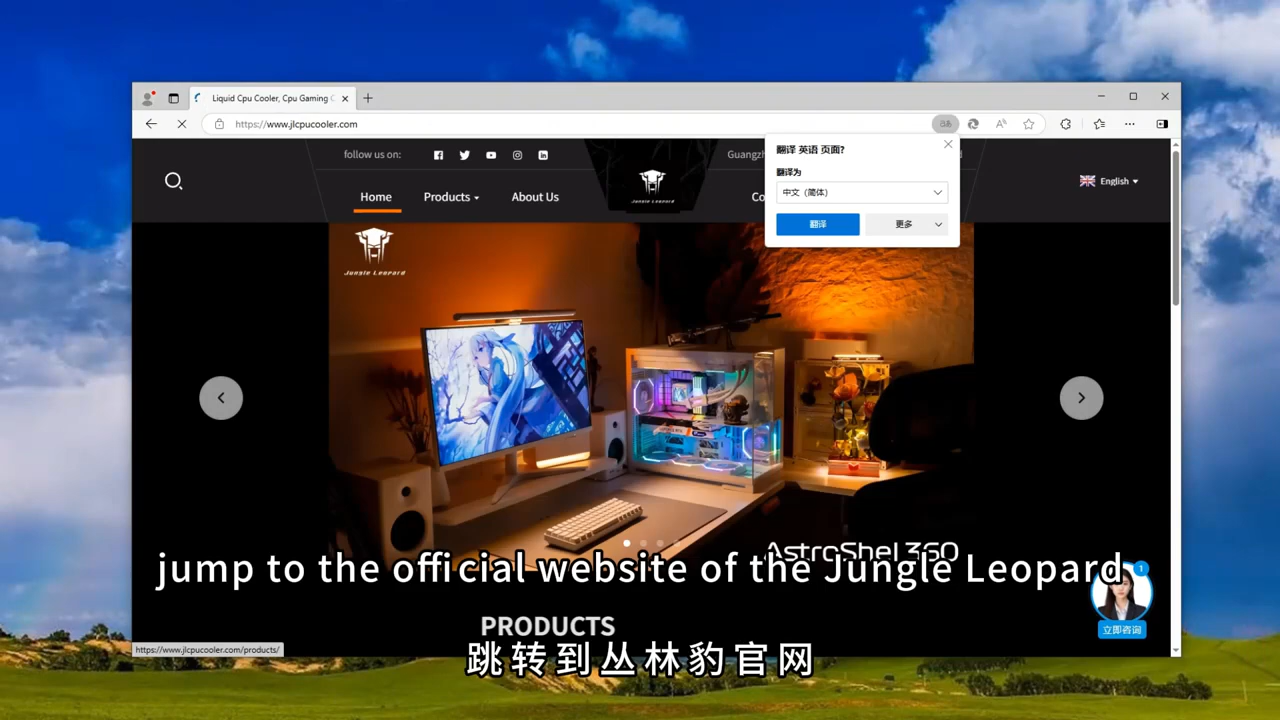 Liquid Cpu Cooler, Cpu Gaming C
https://www.jlcpucooler.com
follow us on:
Guangzh
翻译 英语 页面?
翻译为
中文 (简体)
翻译
更多
English
Home
Products
About Us
Co
Jungle Leopard
Jungle Leopard
AstroShel 360
jump to the official website of the Jungle Leopard
1
立即咨询
PRODUCTS
https://www.jlcpucooler.com/products/
跳转到丛林豹官网